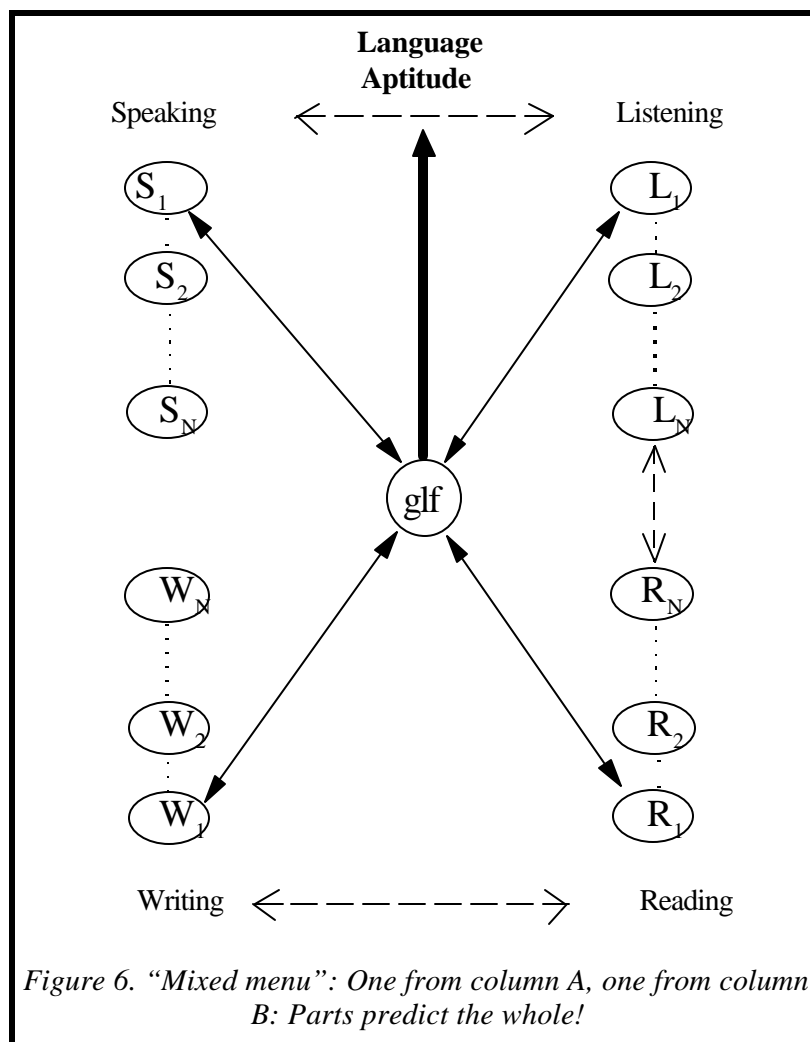 Language
Aptitude
Speaking Listening
S1 L1
S2 L2
SN LN
glf
WN RN
W2 R2
W1 R1
Writing Reading
Figure 6. “Mixed menu”: One from column A, one from column
B: Parts predict the whole!